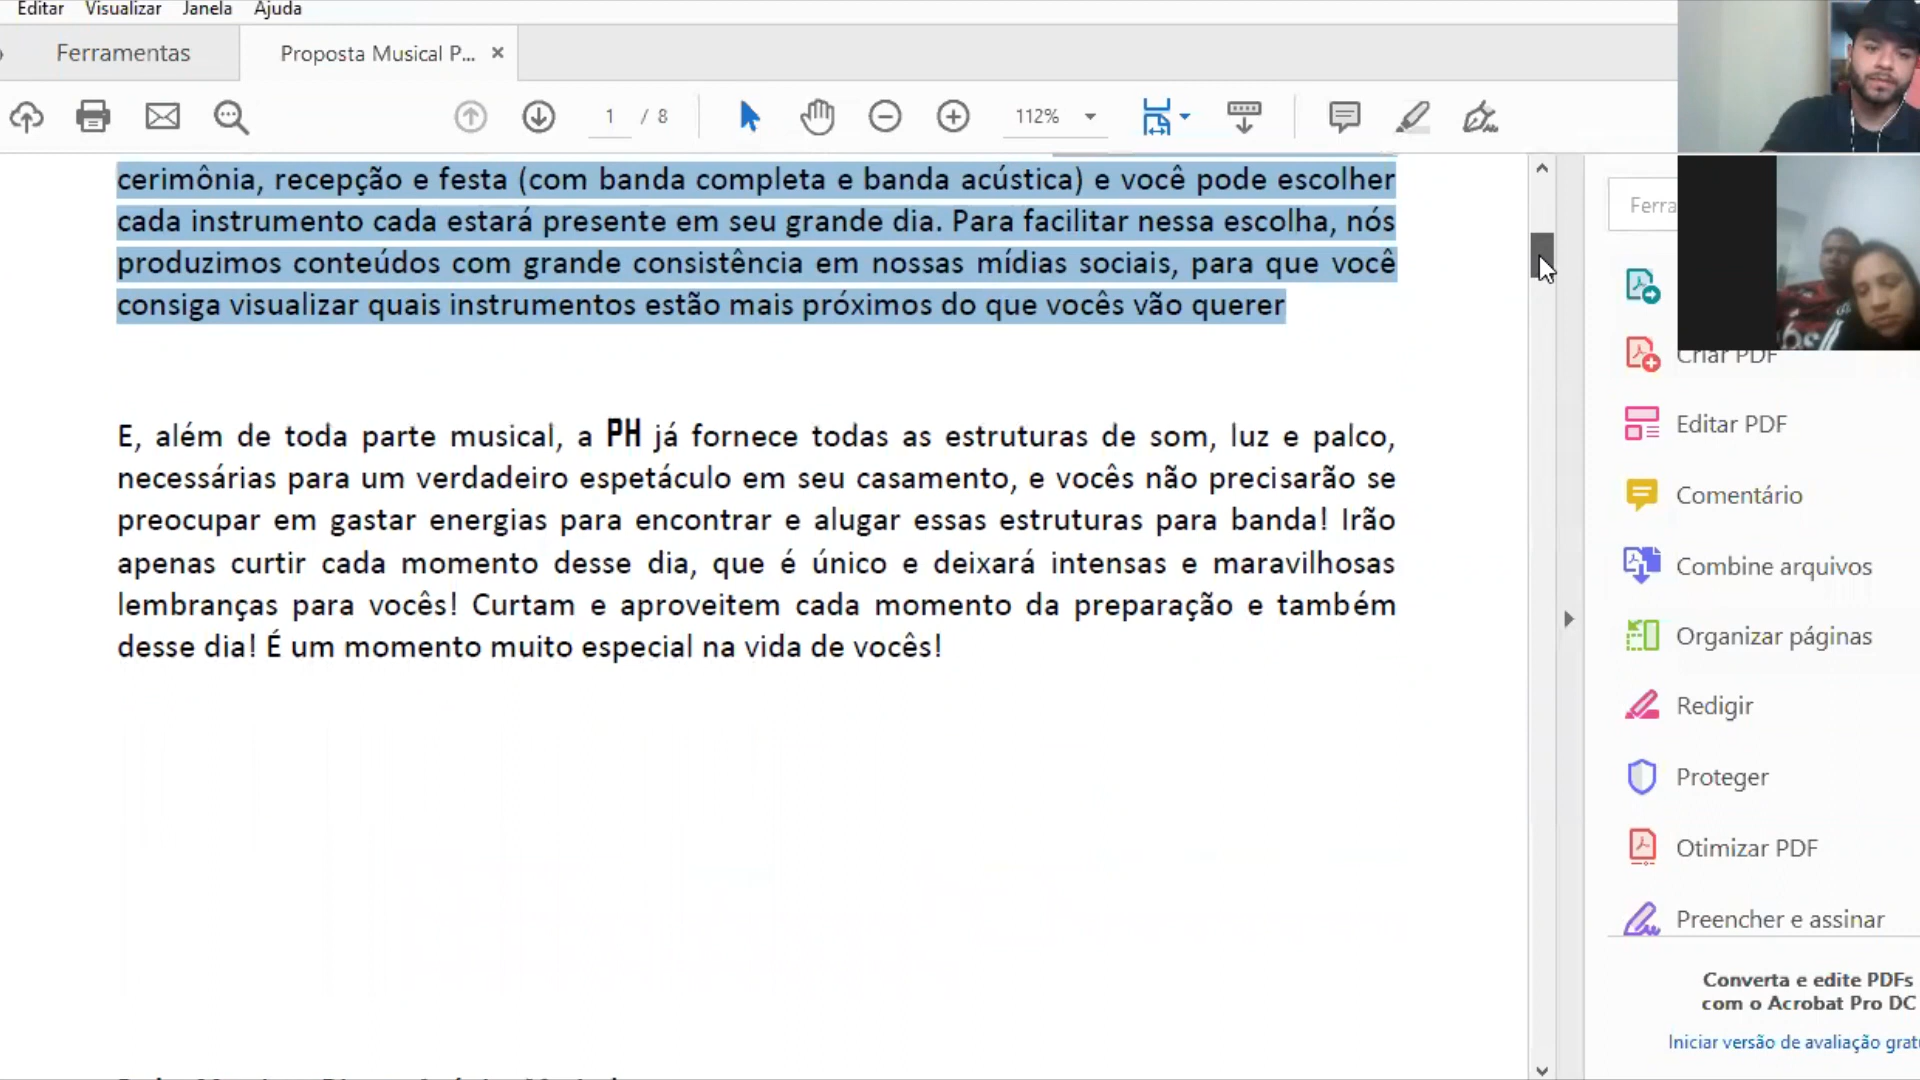 Editar Visualizar Janela Ajuda
Ferramentas
Proposta Musical P... ×
1 / 8
112%
cerimônia, recepção e festa (com banda completa e banda acústica) e você pode escolher
cada instrumento cada estará presente em seu grande dia. Para facilitar nessa escolha, nós
produzimos conteúdos com grande consistência em nossas mídias sociais, para que você
consiga visualizar quais instrumentos estão mais próximos do que vocês vão querer
E, além de toda parte musical, a PH já fornece todas as estruturas de som, luz e palco,
necessárias para um verdadeiro espetáculo em seu casamento, e vocês não precisarão se
preocupar em gastar energias para encontrar e alugar essas estruturas para banda! Irão
apenas curtir cada momento desse dia, que é único e deixará intensas e maravilhosas
lembranças para vocês! Curtam e aproveitem cada momento da preparação e também
desse dia! É um momento muito especial na vida de vocês!
Ferra
Criar PDF
Editar PDF
Comentário
Combine arquivos
Organizar páginas
Redigir
Proteger
Otimizar PDF
Preencher e assinar
Converta e edite PDFs
com o Acrobat Pro DC
Iniciar versão de avaliação grat